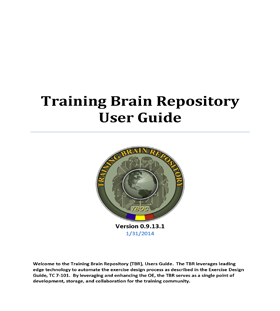 Training Brain Repository
User Guide
TRAINING BRAIN REPOSITORY
Version 0.9.13.1
1/31/2014
Welcome to the Training Brain Repository (TBR), Users Guide. The TBR leverages leading
edge technology to automate the exercise design process as described in the Exercise Design
Guide, TC 7-101. By leveraging and enhancing the OE, the TBR serves as a single point of
development, storage, and collaboration for the training community.